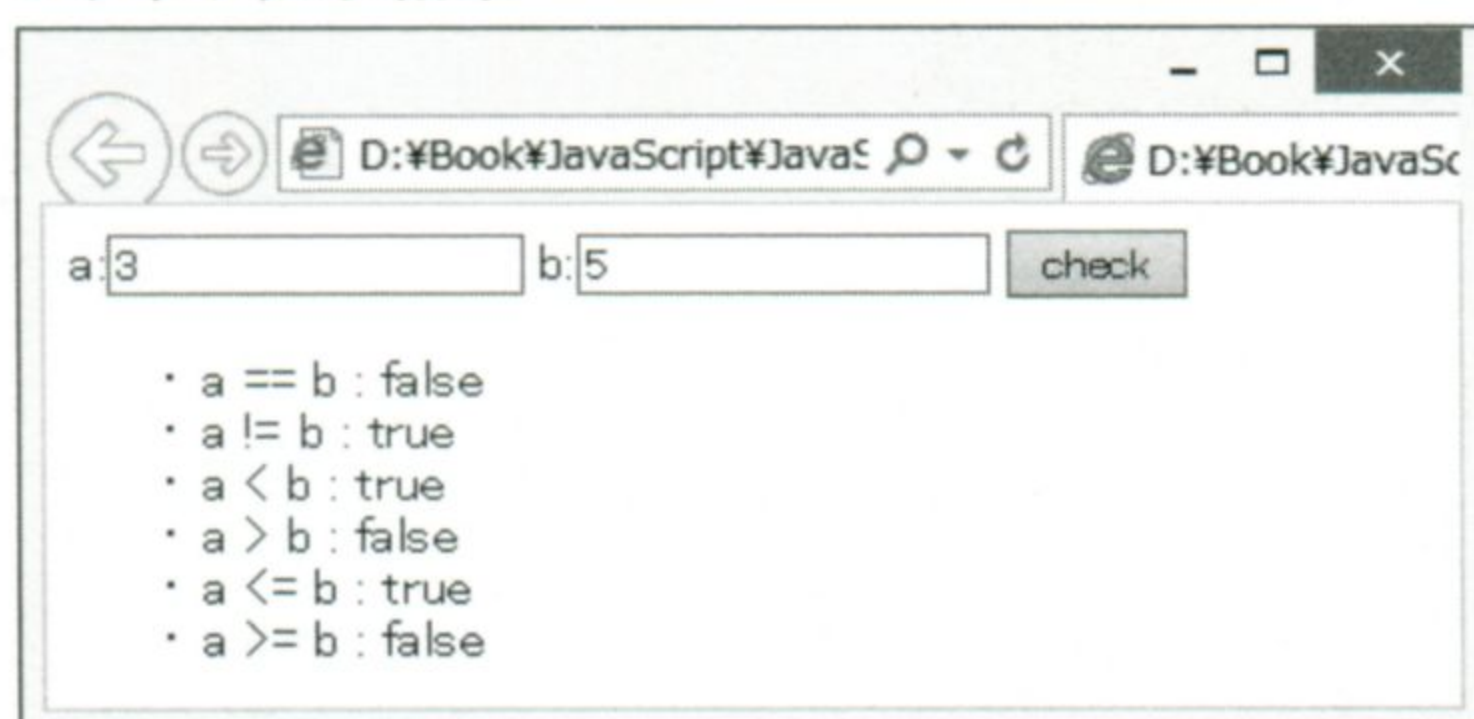 D:¥Book¥JavaScript¥JavaS
D:¥Book¥JavaSc
a:3 b:5 check
・ a == b : false
・ a != b : true
・ a < b : true
・ a > b : false
・ a <= b : true
・ a >= b : false